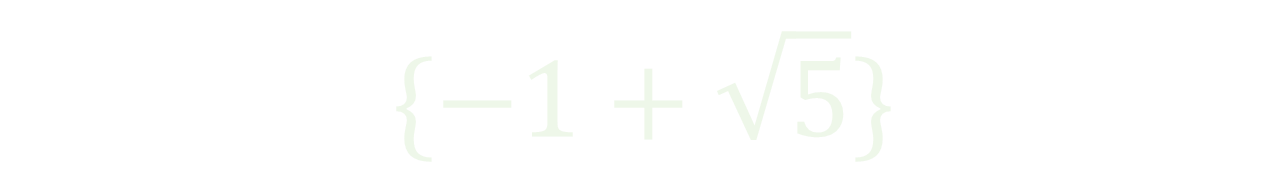 {−1 + √5}